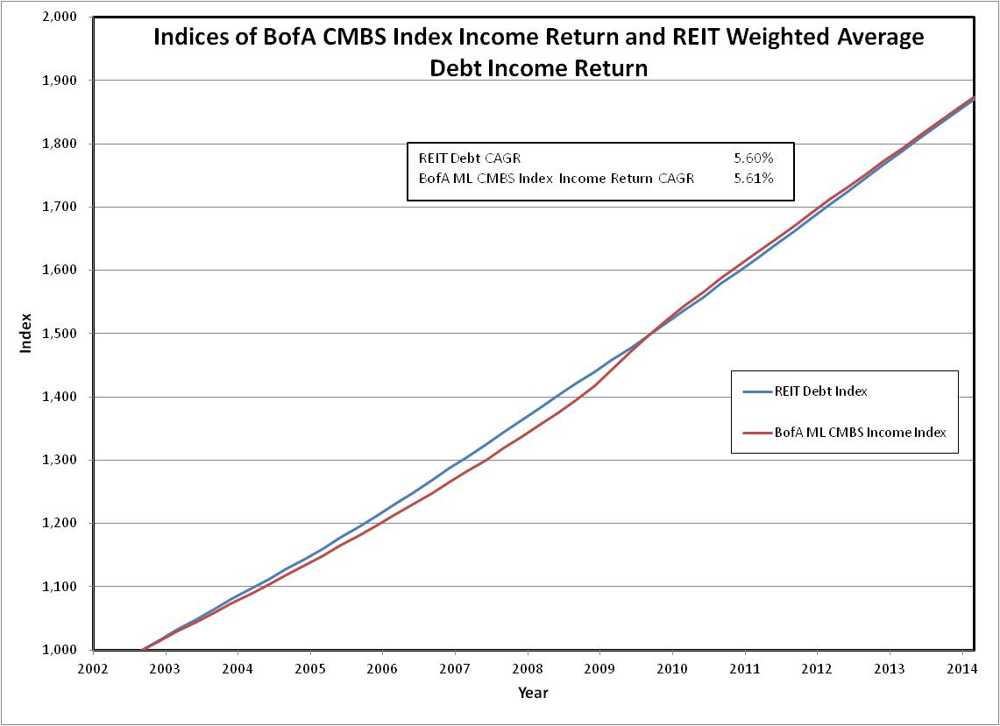 Indices of BofA CMBS Index Income Return and REIT Weighted Average
Debt Income Return
2,000
1,900
1,800
1,700
1,600
1,500
1,400
1,300
1,200
1,100
1,000
Index
REIT Debt CAGR 5.60%
BofA ML CMBS Index Income Return CAGR 5.61%
REIT Debt Index
BofA ML CMBS Income Index
2002 2003 2004 2005 2006 2007 2008 2009 2010 2011 2012 2013 2014
Year